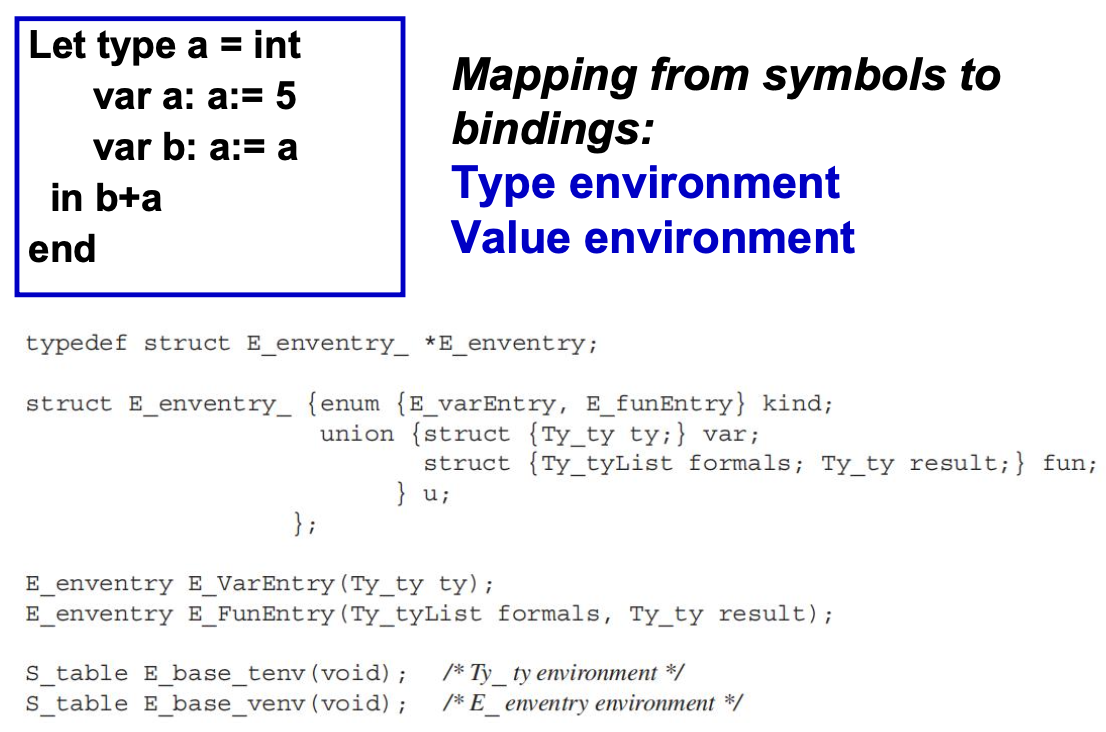 Let type a = int
var a: a:= 5
var b: a:= a
in b+a
end
Mapping from symbols to
bindings:
Type environment
Value environment
typedef struct E_enventry_ *E_enventry;
struct E_enventry_ {enum {E_varEntry, E_funEntry} kind;
union {struct {Ty_ty ty;} var;
struct {Ty_tyList formals; Ty_ty result;} fun;
} u;
};
E_enventry E_VarEntry(Ty_ty ty);
E_enventry E_FunEntry(Ty_tyList formals, Ty_ty result);
S_table E_base_tenv(void); /* Ty_ ty environment */
S_table E_base_venv(void); /* E_ enventry environment */